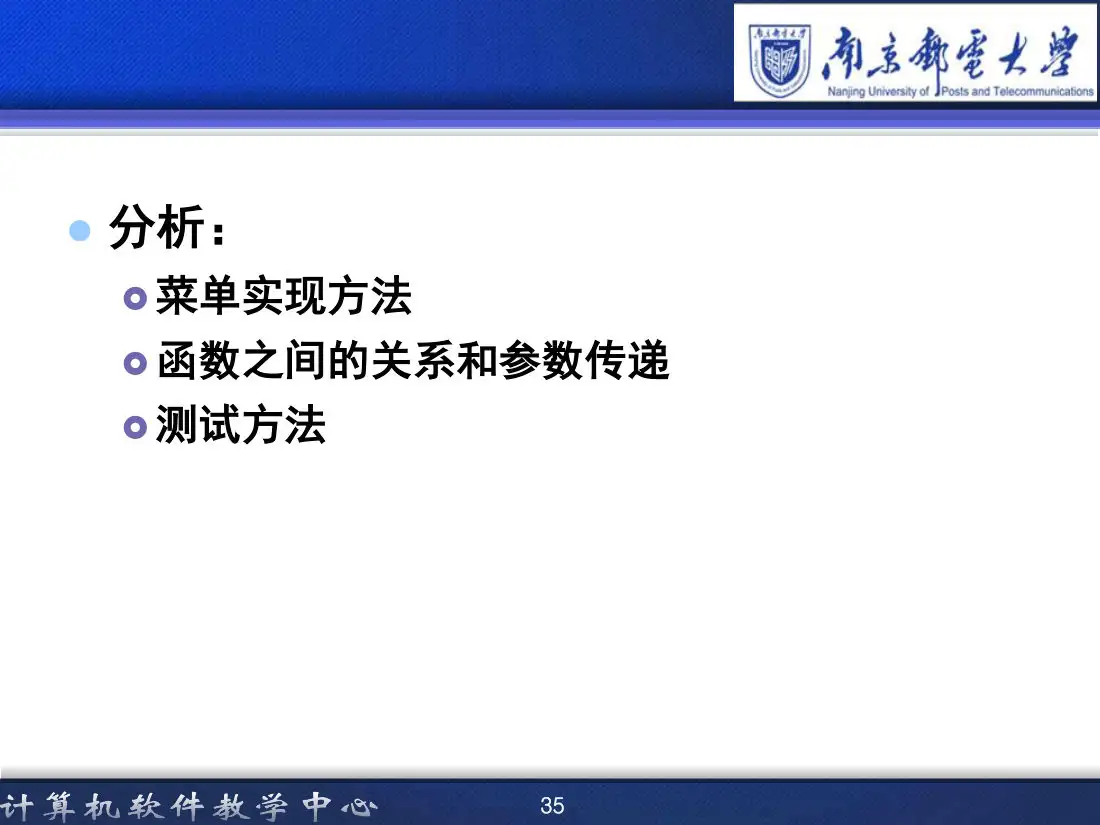 南京邮電大学
Nanjing University of Posts and Telecommunications
分析：
菜单实现方法
函数之间的关系和参数传递
测试方法
计算机软件教学中心
35